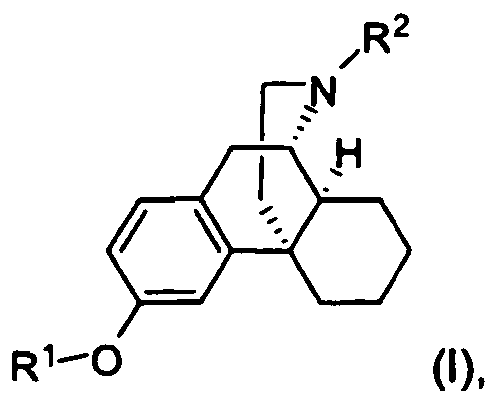 R²
N
H
R¹
O
(I),